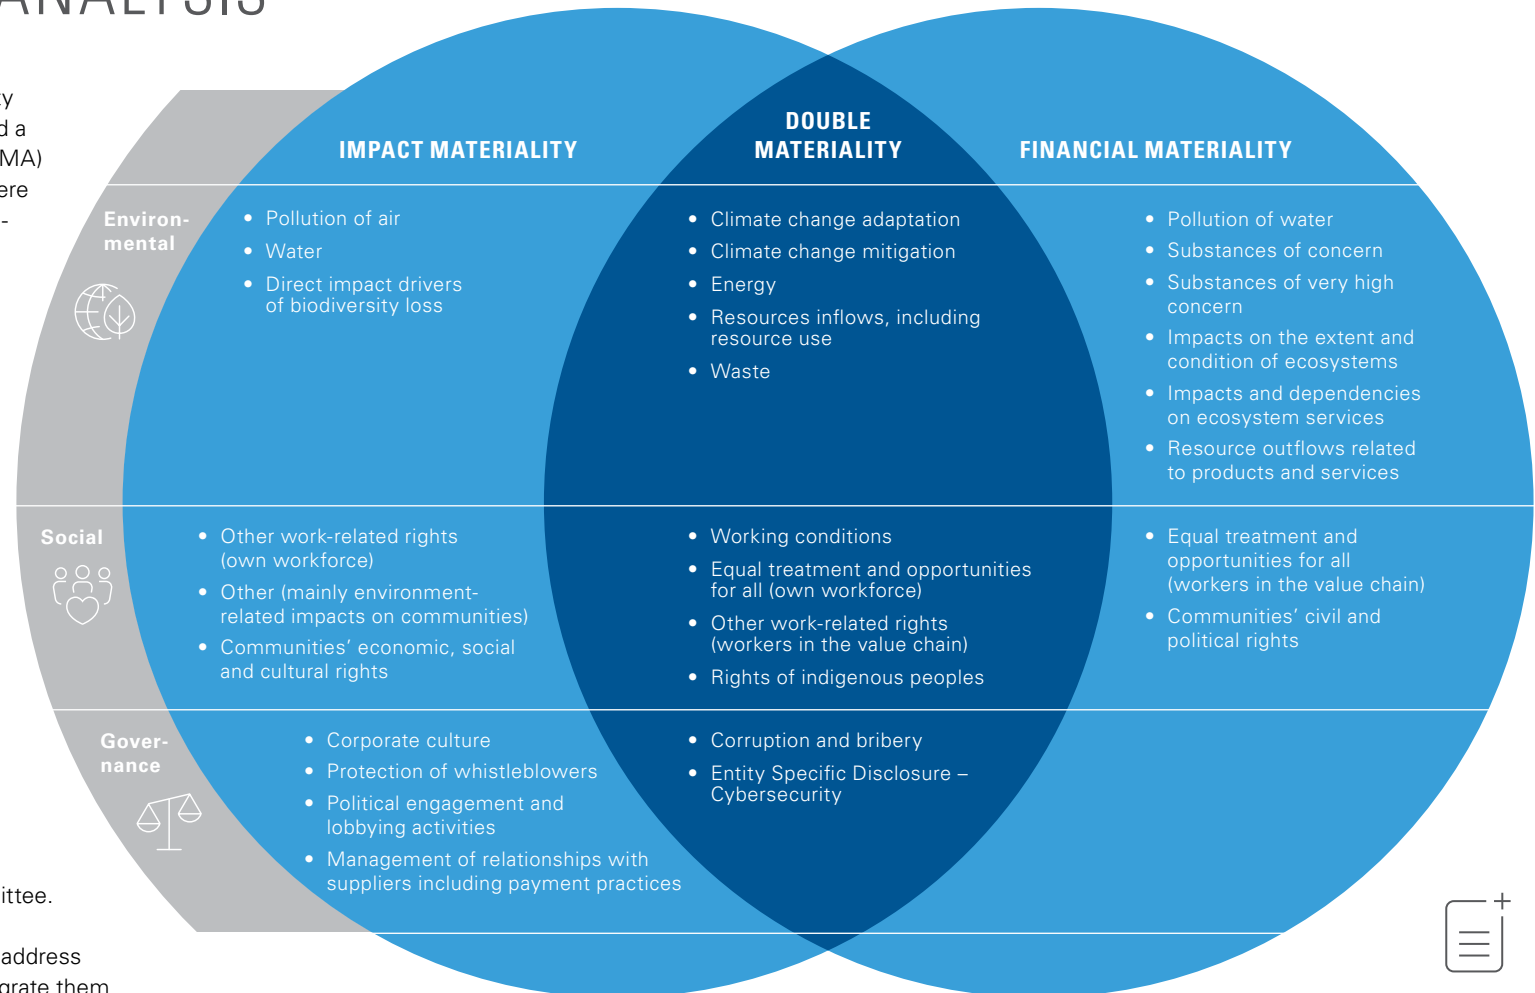 ANALYSIS
d a
MA)
ere
-
ittee.
address
grate them
IMPACT MATERIALITY
DOUBLE
MATERIALITY
FINANCIAL MATERIALITY
Environ-
mental
• Pollution of air
• Water
• Direct impact drivers
of biodiversity loss
• Climate change adaptation
• Climate change mitigation
• Energy
• Resources inflows, including
resource use
• Waste
• Pollution of water
• Substances of concern
• Substances of very high
concern
• Impacts on the extent and
condition of ecosystems
• Impacts and dependencies
on ecosystem services
• Resource outflows related
to products and services
Social
• Other work-related rights
(own workforce)
• Other (mainly environment-
related impacts on communities)
• Communities’ economic, social
and cultural rights
• Working conditions
• Equal treatment and opportunities
for all (own workforce)
• Other work-related rights
(workers in the value chain)
• Rights of indigenous peoples
• Equal treatment and
opportunities for all
(workers in the value chain)
• Communities’ civil and
political rights
Gover-
nance
• Corporate culture
• Protection of whistleblowers
• Political engagement and
lobbying activities
• Management of relationships with
suppliers including payment practices
• Corruption and bribery
• Entity Specific Disclosure –
Cybersecurity